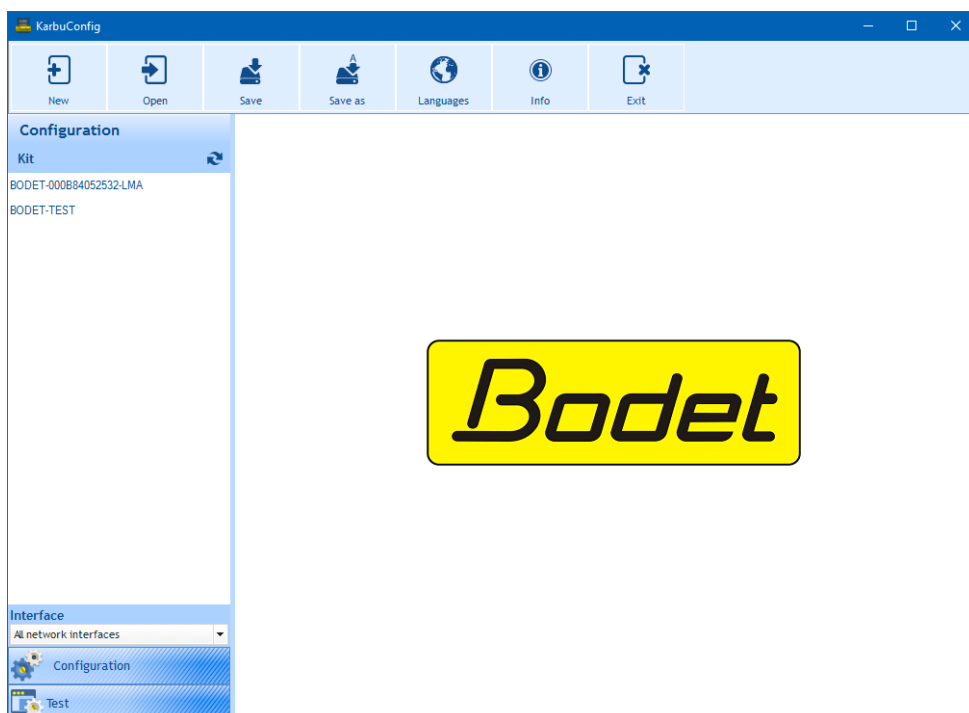 KarbuConfig
A
New Open Save Save as Languages Info Exit
Configuration
Kit
BODET-000B84052532-LMA
BODET-TEST
Bodet
Interface
All network interfaces
Configuration
Test